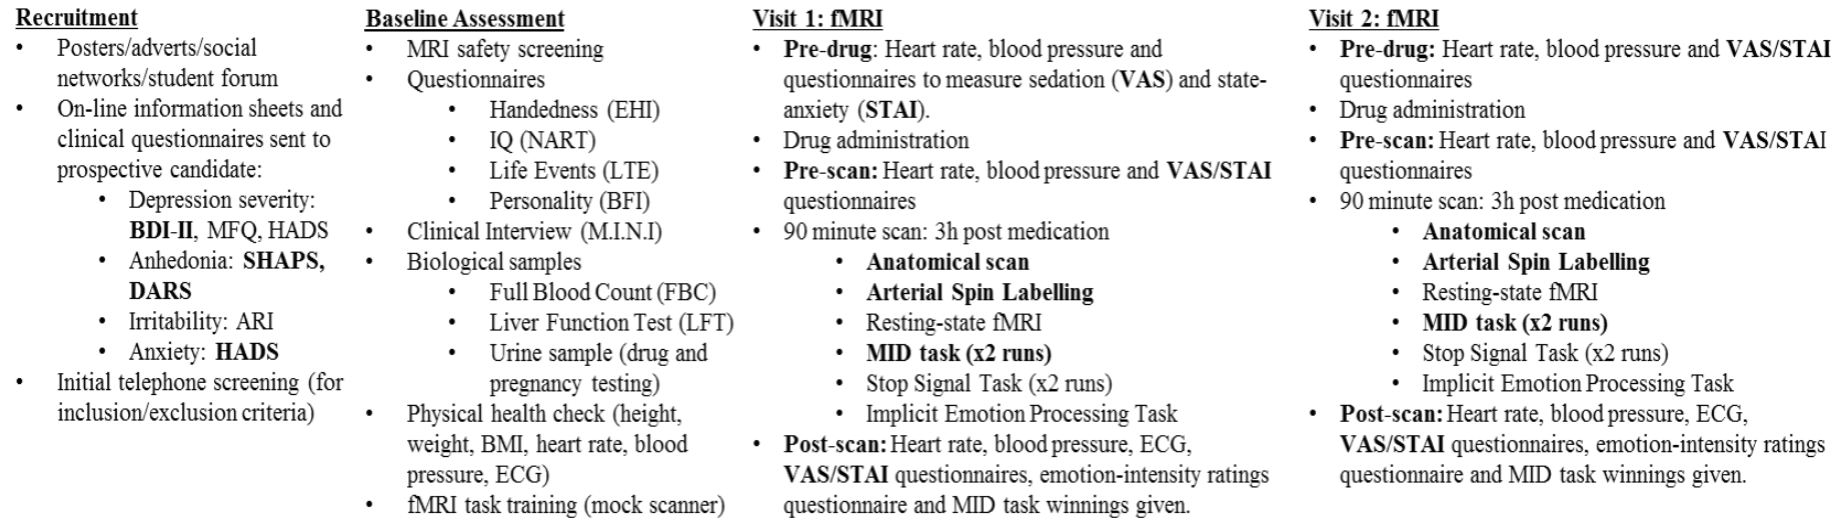 Recruitment
• Posters/adverts/social
networks/student forum
• On-line information sheets and
clinical questionnaires sent to
prospective candidate:
• Depression severity:
BDI-II, MFQ, HADS
• Anhedonia: SHAPS,
DARS
• Irritability: ARI
• Anxiety: HADS
• Initial telephone screening (for
inclusion/exclusion criteria)
Baseline Assessment
• MRI safety screening
• Questionnaires
• Handedness (EHI)
• IQ (NART)
• Life Events (LTE)
• Personality (BFI)
• Clinical Interview (M.I.N.I)
• Biological samples
• Full Blood Count (FBC)
• Liver Function Test (LFT)
• Urine sample (drug and
pregnancy testing)
• Physical health check (height,
weight, BMI, heart rate, blood
pressure, ECG)
• fMRI task training (mock scanner)
Visit 1: fMRI
• Pre-drug: Heart rate, blood pressure and
questionnaires to measure sedation (VAS) and state-
anxiety (STAI).
• Drug administration
• Pre-scan: Heart rate, blood pressure and VAS/STAI
questionnaires
• 90 minute scan: 3h post medication
• Anatomical scan
• Arterial Spin Labelling
• Resting-state fMRI
• MID task (x2 runs)
• Stop Signal Task (x2 runs)
• Implicit Emotion Processing Task
• Post-scan: Heart rate, blood pressure, ECG,
VAS/STAI questionnaires, emotion-intensity ratings
questionnaire and MID task winnings given.
Visit 2: fMRI
• Pre-drug: Heart rate, blood pressure and VAS/STAI
questionnaires
• Drug administration
• Pre-scan: Heart rate, blood pressure and VAS/STAI
questionnaires
• 90 minute scan: 3h post medication
• Anatomical scan
• Arterial Spin Labelling
• Resting-state fMRI
• MID task (x2 runs)
• Stop Signal Task (x2 runs)
• Implicit Emotion Processing Task
• Post-scan: Heart rate, blood pressure, ECG,
VAS/STAI questionnaires, emotion-intensity ratings
questionnaire and MID task winnings given.